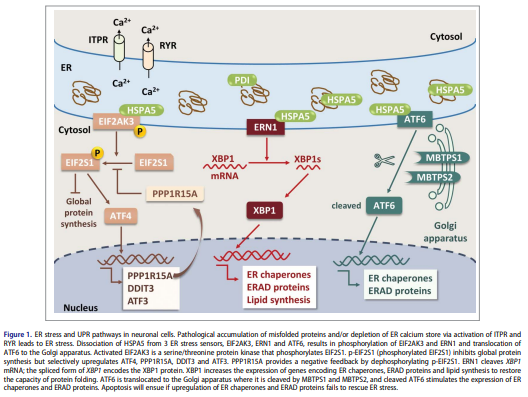 Ca²⁺ Ca²⁺ Cytosol
ITPR RYR
ER
Ca²⁺ Ca²⁺
PDI
HSPA5
HSPA5
HSPA5
HSPA5
HSPA5
EIF2AK3
P
Cytosol
ERN1
ATF6
P
EIF2S1 EIF2S1
XBP1 XBP1s
mRNA
MBTPS1
MBTPS2
Global
protein
synthesis
PPP1R15A
ATF4
XBP1
cleaved ATF6
Golgi
apparatus
PPP1R15A
DDIT3
ATF3
ER chaperones
ERAD proteins
Lipid synthesis
ER chaperones
ERAD proteins
Nucleus
Figure 1. ER stress and UPR pathways in neuronal cells. Pathological accumulation of misfolded proteins and/or depletion of ER calcium store via activation of ITPR and
RYR leads to ER stress. Dissociation of HSPA5 from 3 ER stress sensors, EIF2AK3, ERN1 and ATF6, results in phosphorylation of EIF2AK3 and ERN1 and translocation of
ATF6 to the Golgi apparatus. Activated EIF2AK3 is a serine/threonine protein kinase that phosphorylates EIF2S1. p-EIF2S1 (phosphorylated EIF2S1) inhibits global protein
synthesis but selectively upregulates ATF4, PPP1R15A, DDIT3 and ATF3. PPP1R15A provides a negative feedback by dephosphorylating p-EIF2S1. ERN1 cleaves XBP1
mRNA; the spliced form of XBP1 encodes the XBP1 protein. XBP1 increases the expression of genes encoding ER chaperones, ERAD proteins and lipid synthesis to restore
the capacity of protein folding. ATF6 is translocated to the Golgi apparatus where it is cleaved by MBTPS1 and MBTPS2, and cleaved ATF6 stimulates the expression of ER
chaperones and ERAD proteins. Apoptosis will ensue if upregulation of ER chaperones and ERAD proteins fails to rescue ER stress.